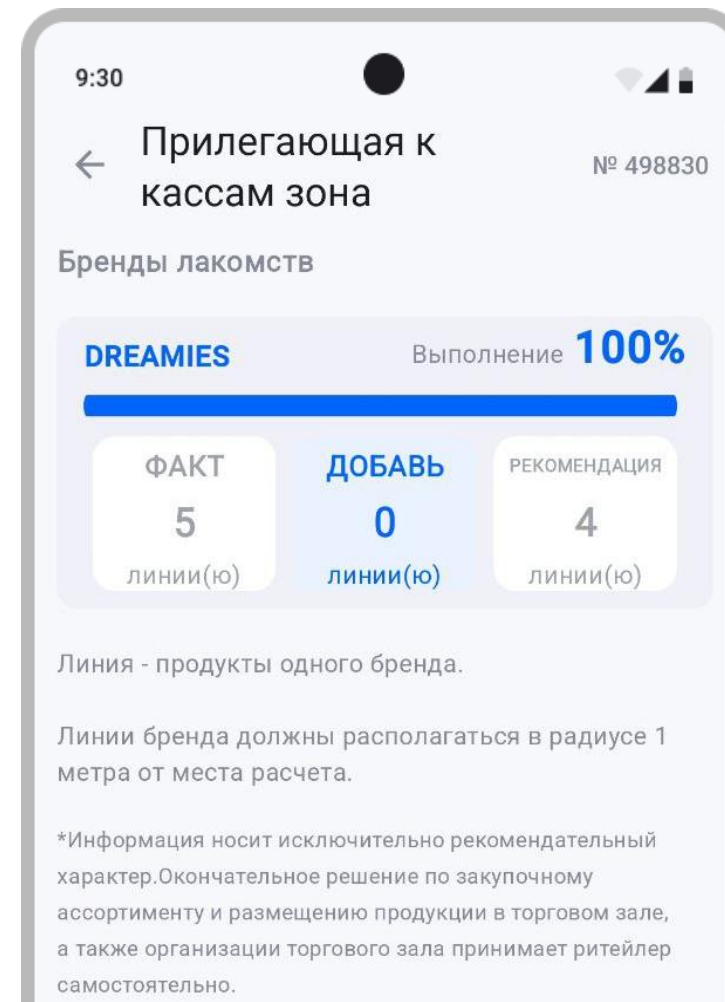 9:30
Прилегающая к
кассам зона
№ 498830
Бренды лакомств
DREAMIES
Выполнение 100%
ФАКТ
5
линии(ю)
ДОБАВЬ
0
линии(ю)
РЕКОМЕНДАЦИЯ
4
линии(ю)
Линия - продукты одного бренда.
Линии бренда должны располагаться в радиусе 1
метра от места расчета.
*Информация носит исключительно рекомендательный
характер.Окончательное решение по закупочному
ассортименту и размещению продукции в торговом зале,
а также организации торгового зала принимает ритейлер
самостоятельно.